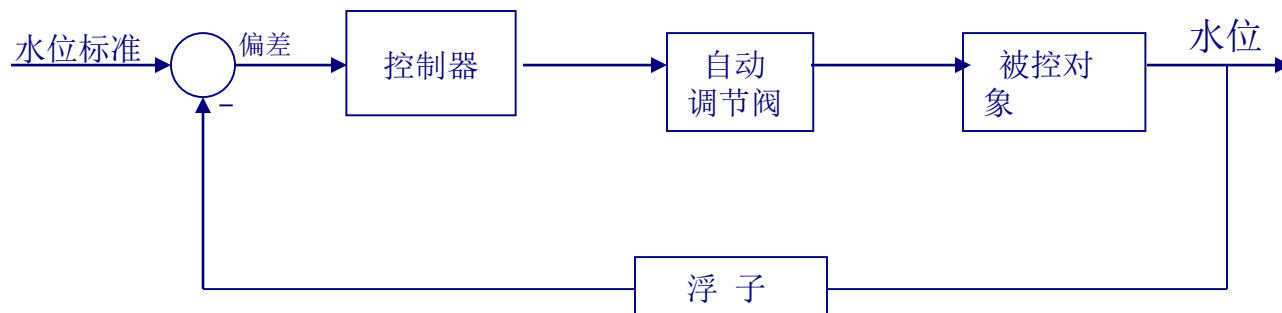 水位标准
偏差
控制器
自动
调节阀
被控对
象
水位
−
浮 子